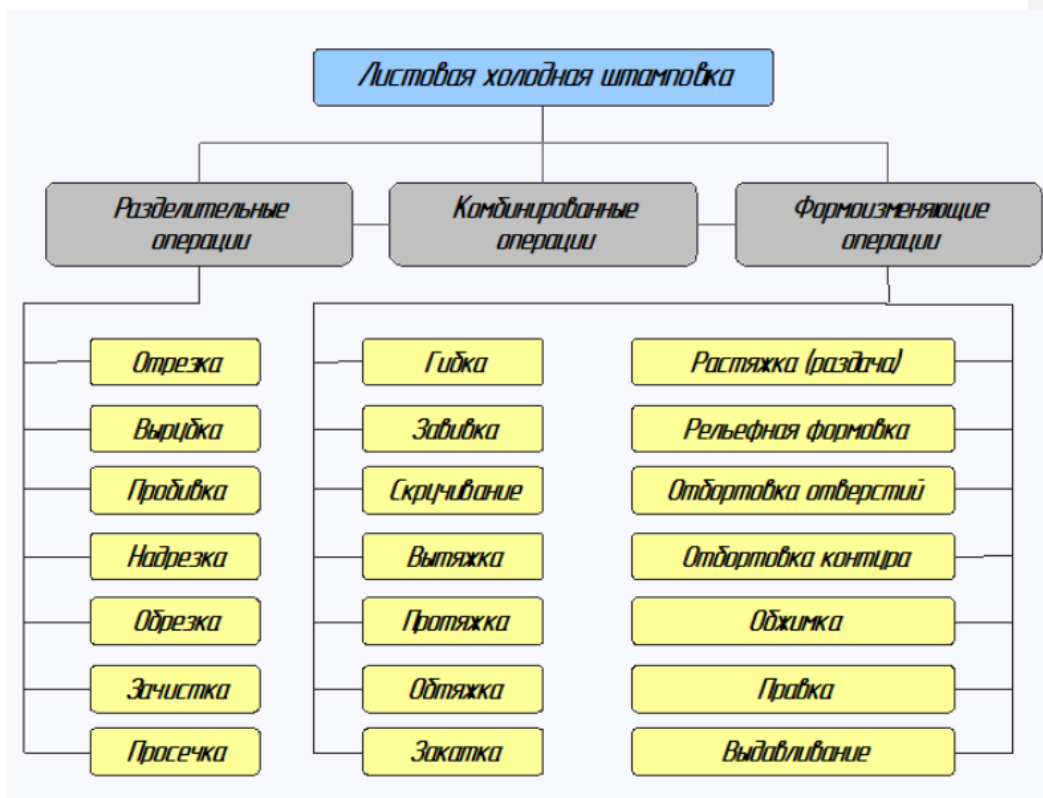 Листовая холодная штамповка
Разделительные
операции
Комбинированные
операции
Формоизменяющие
операции
Отрезка
Вырубка
Пробивка
Надрезка
Обрезка
Зачистка
Просечка
Гибка
Завивка
Скручивание
Вытяжка
Протяжка
Обтяжка
Закатка
Растяжка (раздача)
Рельефная формовка
Отбортовка отверстий
Отбортовка контура
Обжимка
Правка
Выдавливание